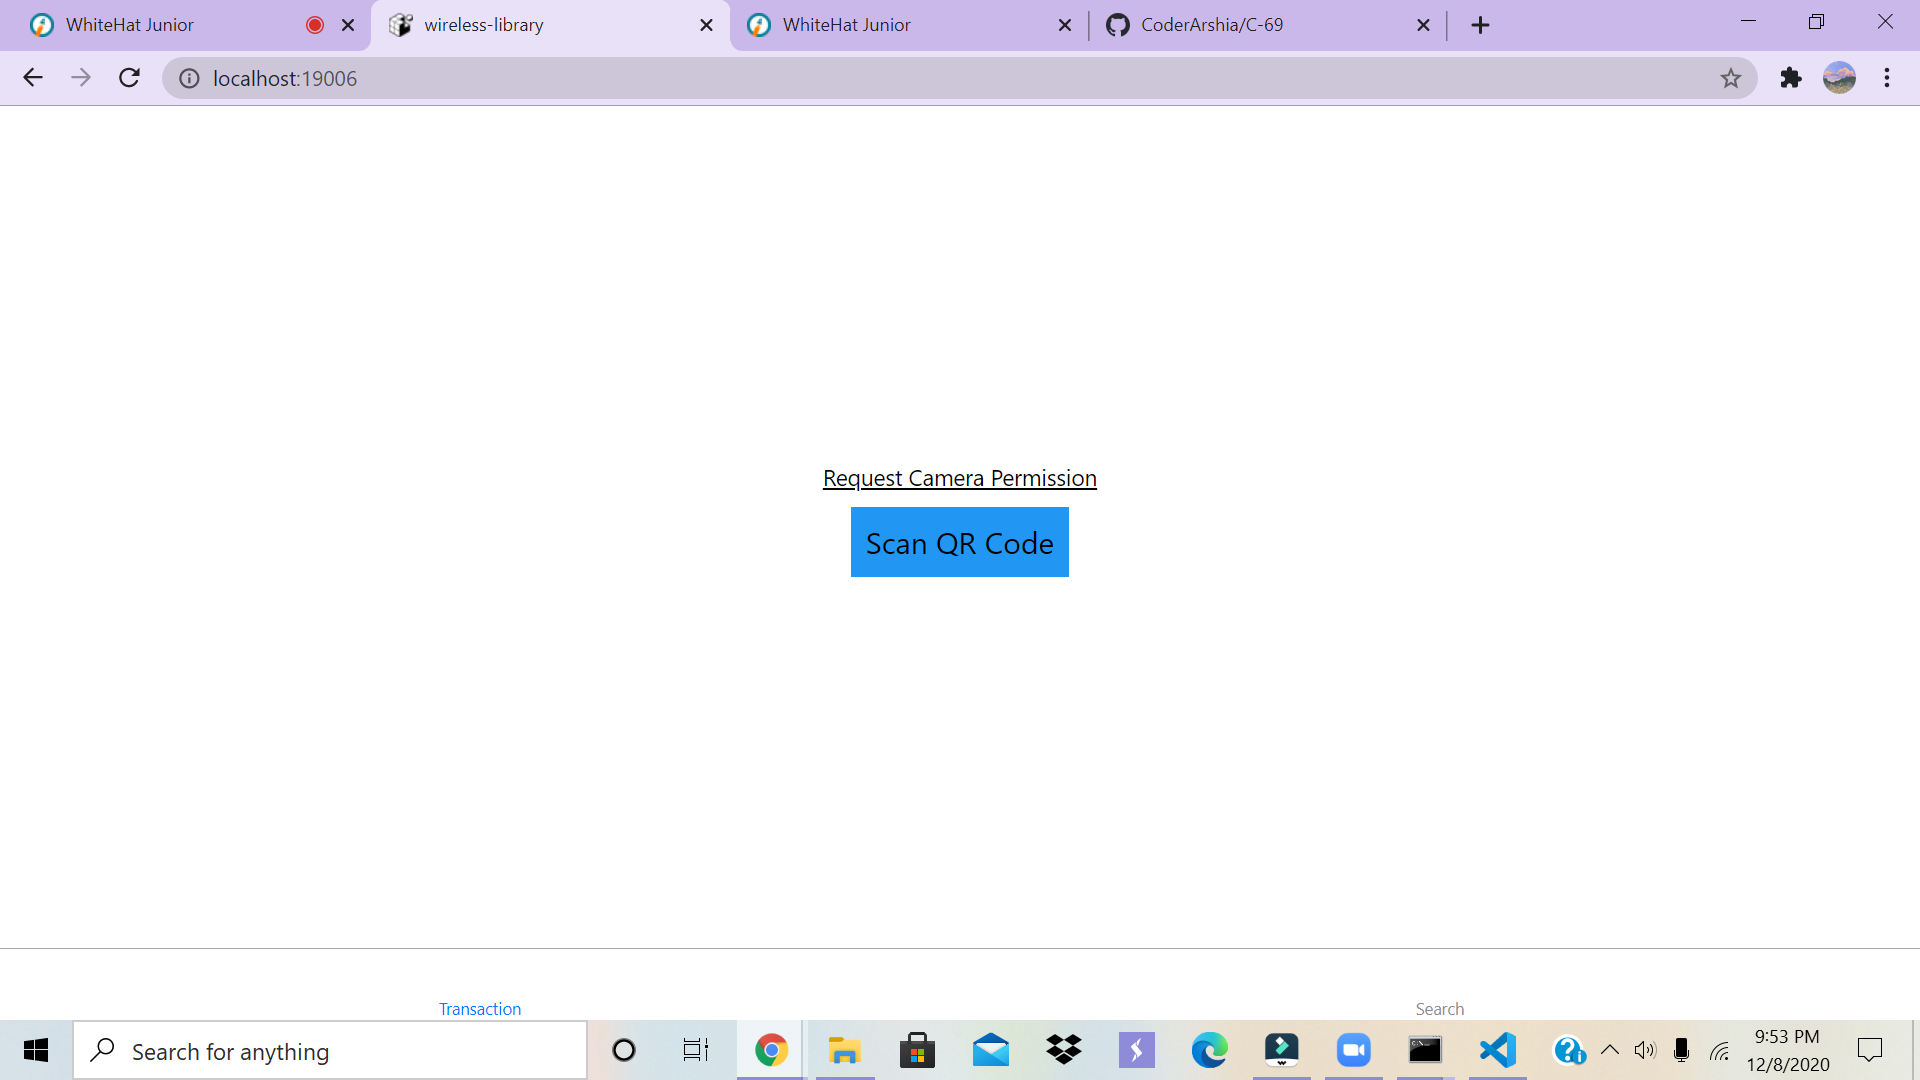 WhiteHat Junior
wireless-library
WhiteHat Junior
CoderArshia/C-69
localhost:19006
Request Camera Permission
Scan QR Code
Transaction
Search
Search for anything
9:53 PM
12/8/2020